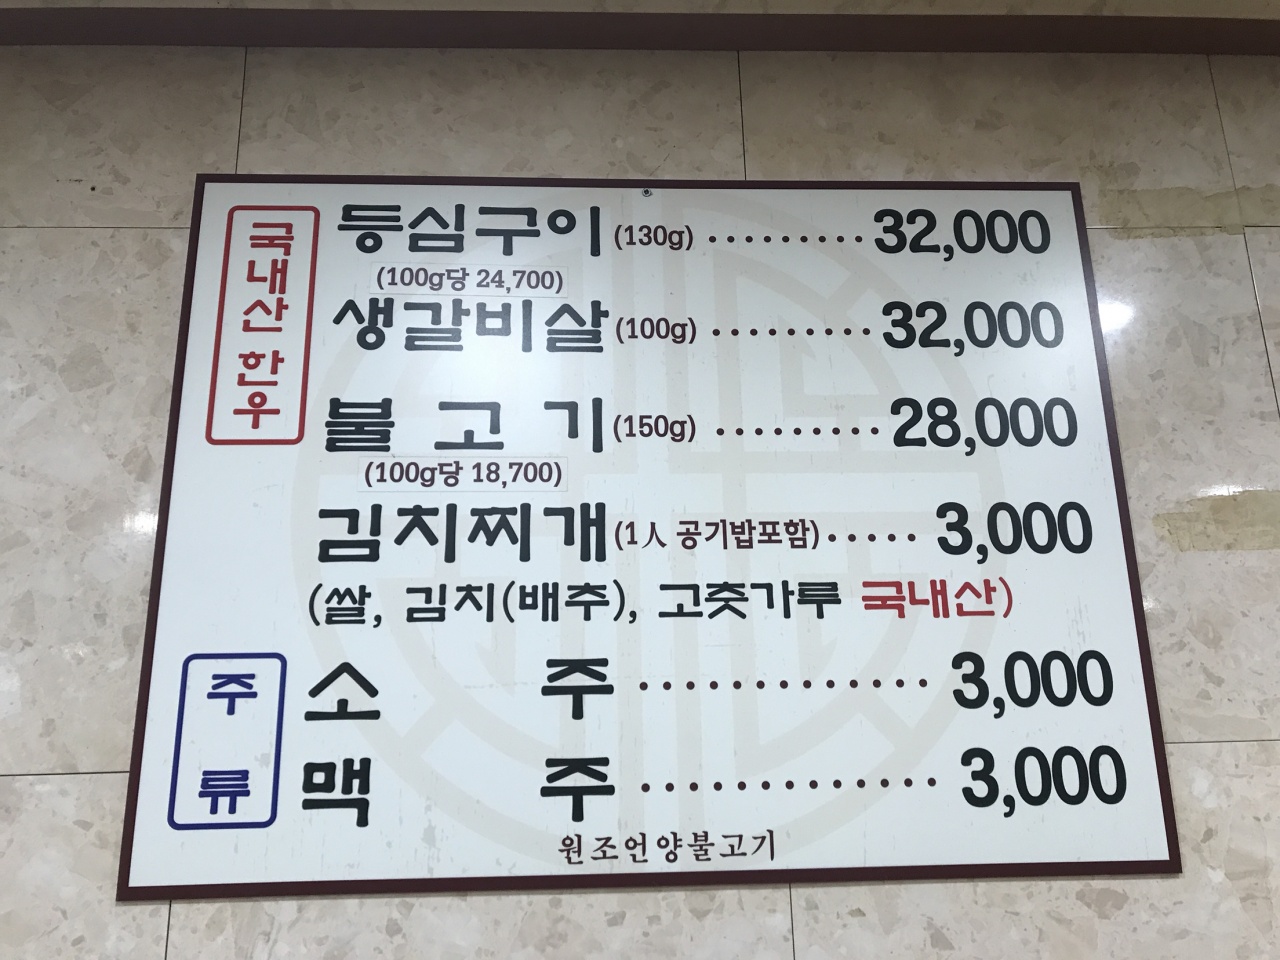 국내산 한우
등심구이(130g) ········· 32,000
(100g당 24,700)
생갈비살(100g) ·········· 32,000
불고기(150g) ·········· 28,000
(100g당 18,700)
김치찌개(1人 공기밥포함) ····· 3,000
(쌀, 김치(배추), 고춧가루 국내산)
주류
소주 ············· 3,000
맥주 ············· 3,000
원조언양불고기